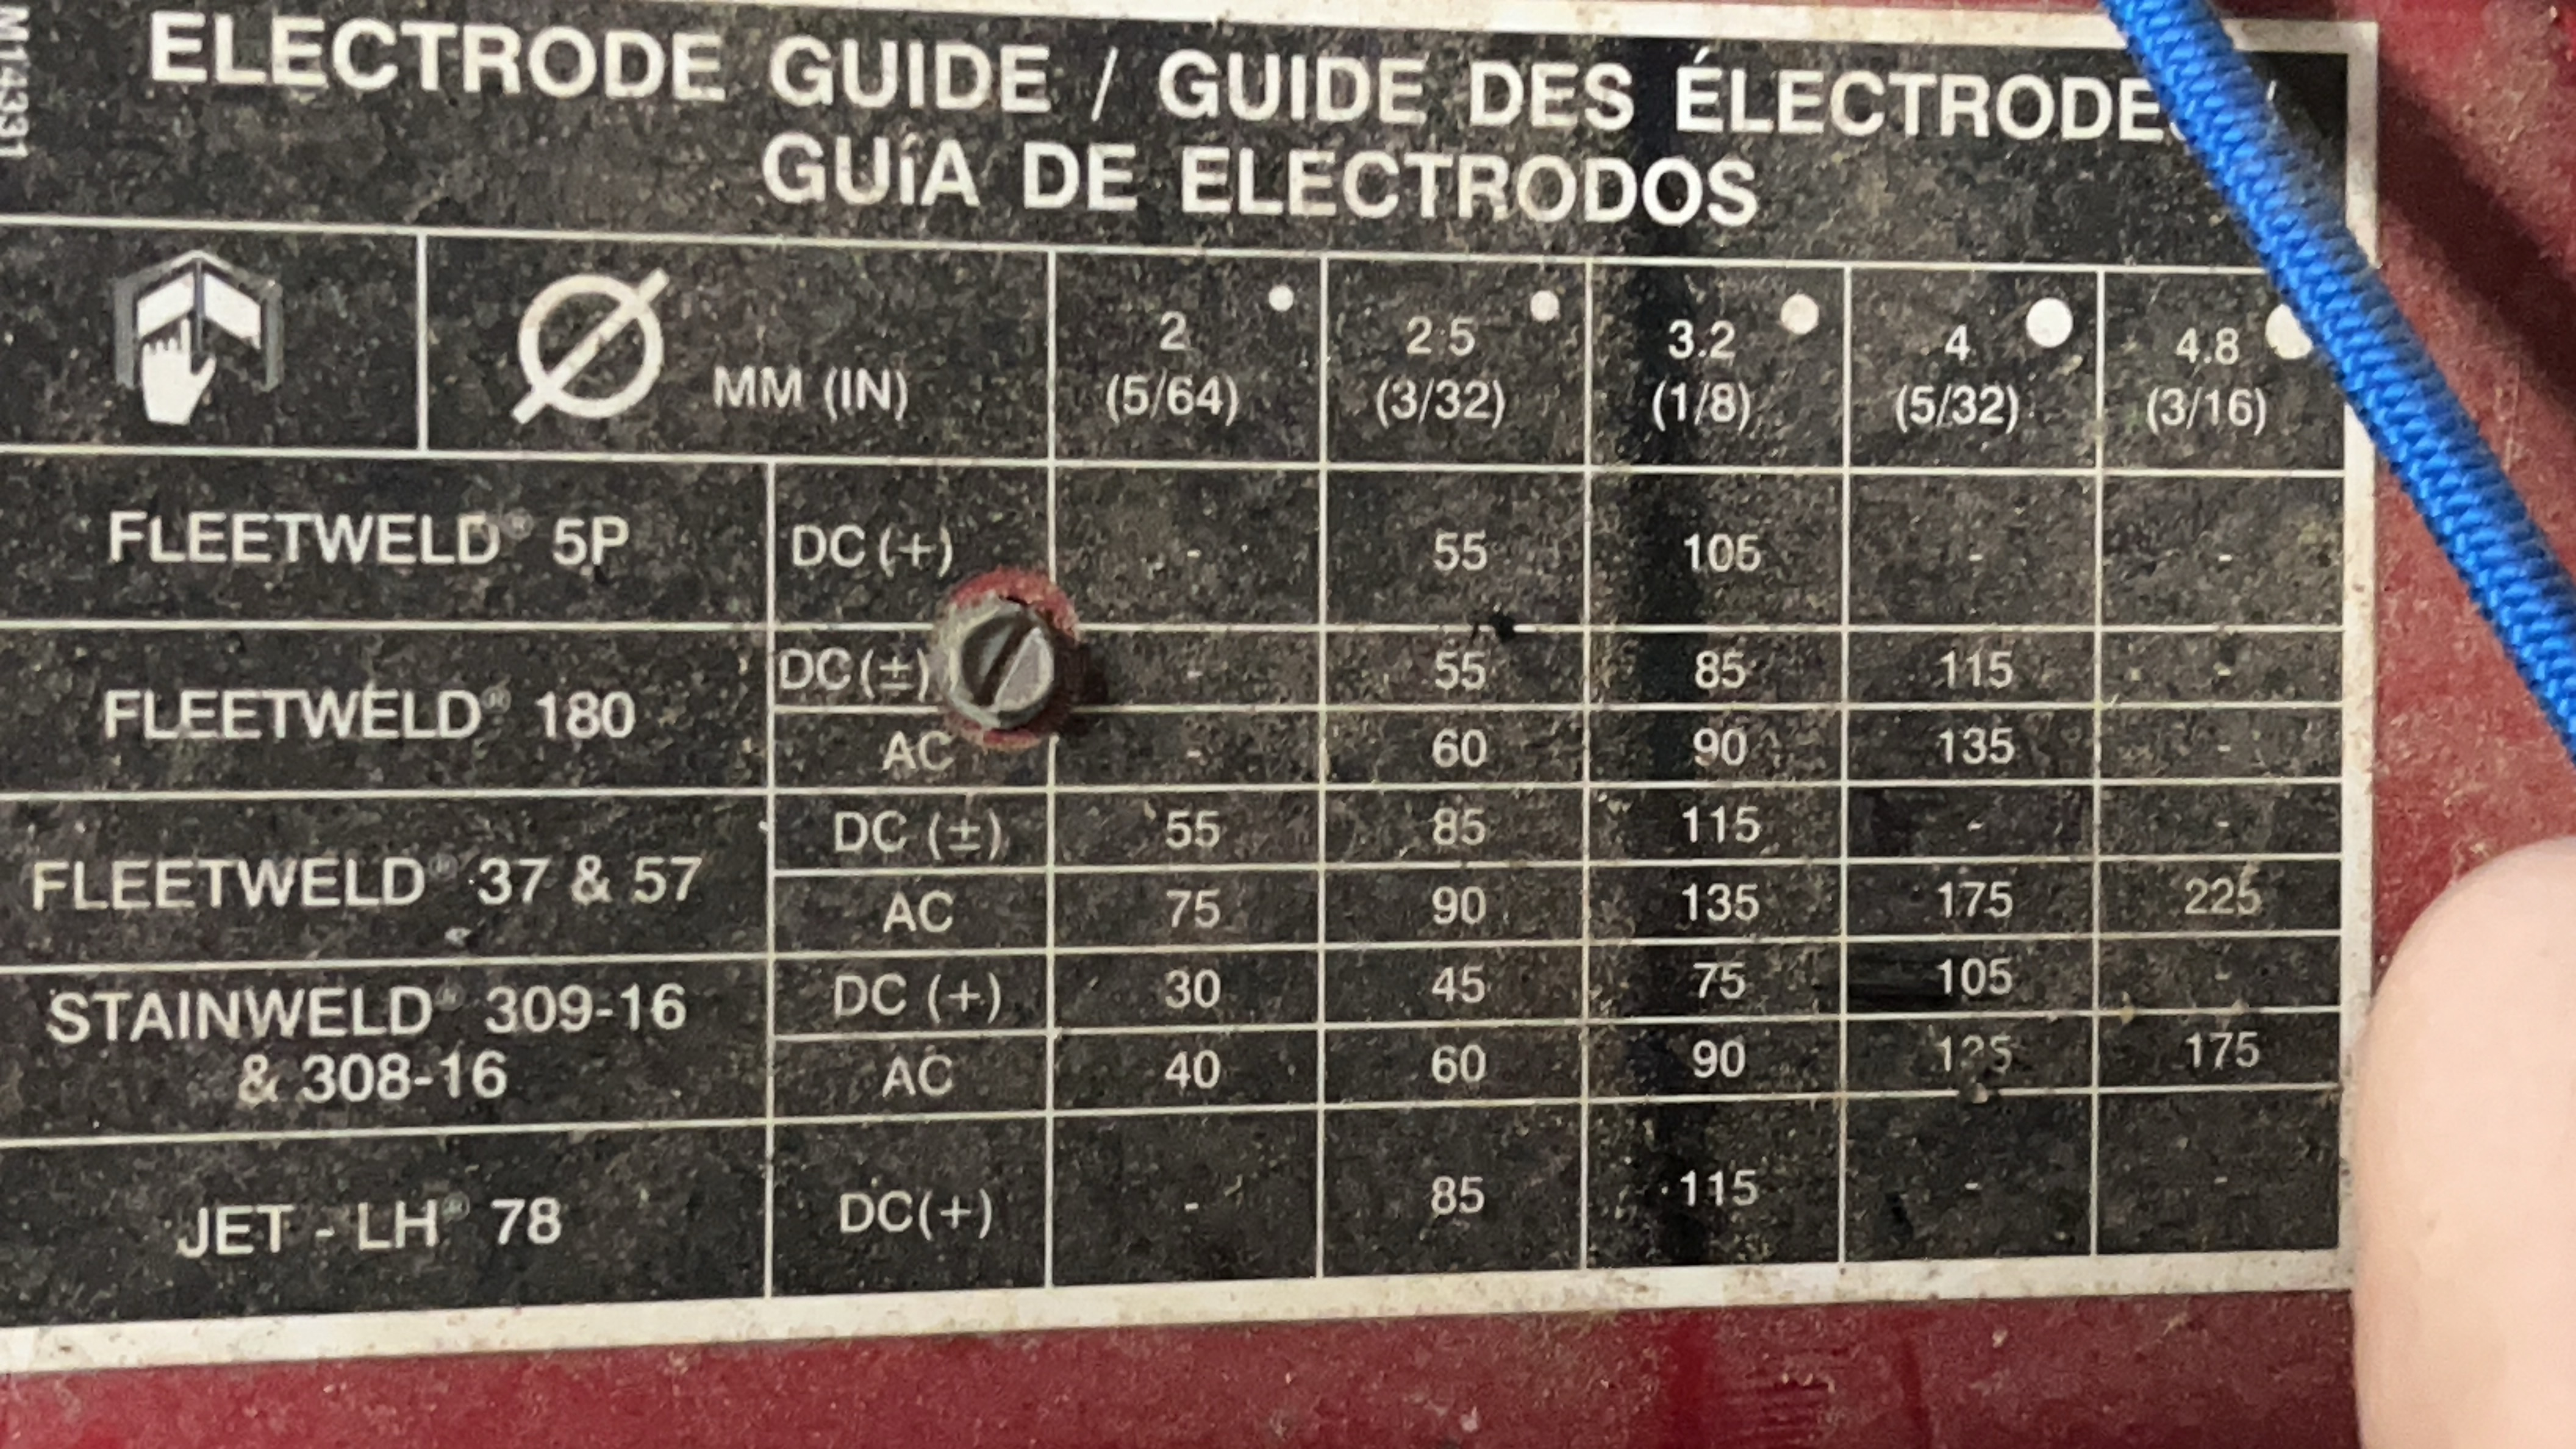 ELECTRODE GUIDE / GUIDE DES ÉLECTRODES /
GUíA DE ELECTRODOS
MM (IN) 2 (5/64) 2.5 (3/32) 3.2 (1/8) 4 (5/32) 4.8 (3/16)
FLEETWELD® 5P DC (+) - 55 105 - -
FLEETWELD® 180 DC (±) - 55 85 115 -
AC - 60 90 135 -
FLEETWELD® 37 & 57 DC (±) 55 85 115 - -
AC 75 90 135 175 225
STAINWELD® 309-16 & 308-16 DC (+) 30 45 75 105 -
AC 40 60 90 175
JET - LH® 78 DC(+) - 85 115 - -